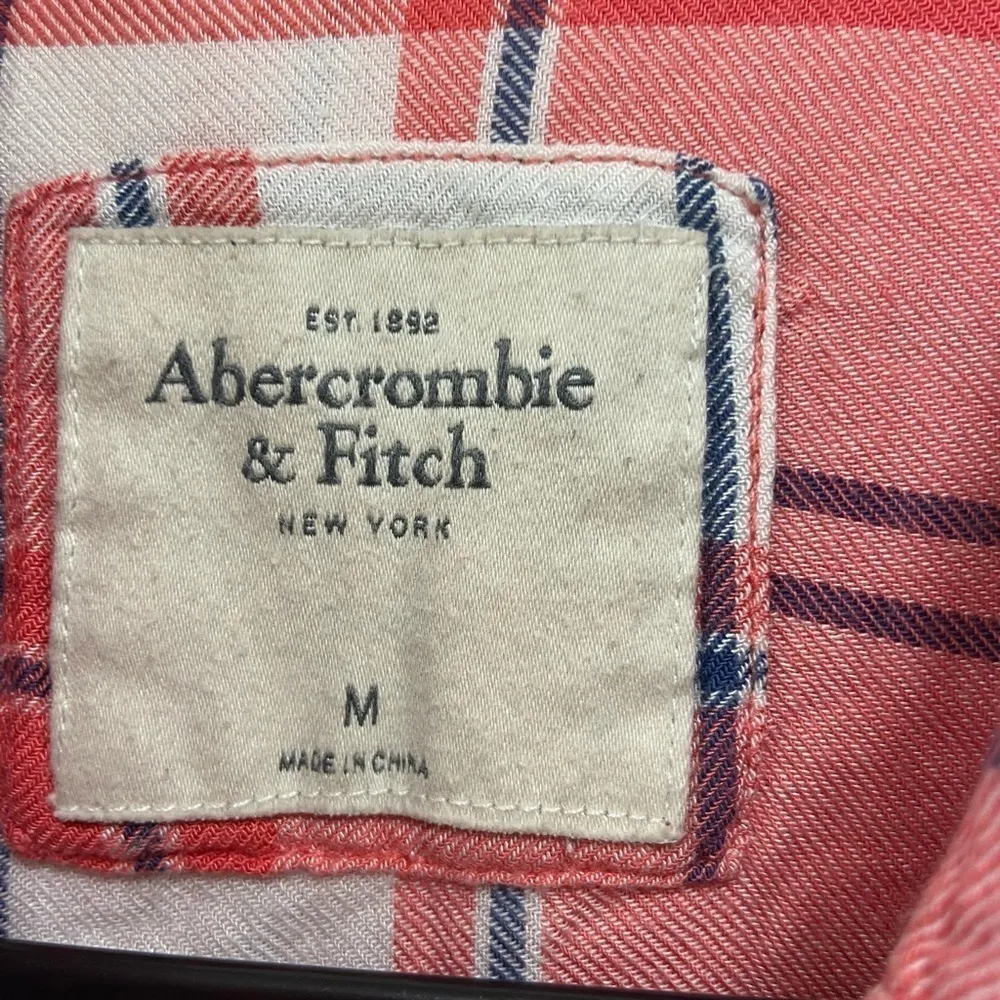 EST. 1892
Abercrombie
& Fitch
NEW YORK
M
MADE IN CHINA